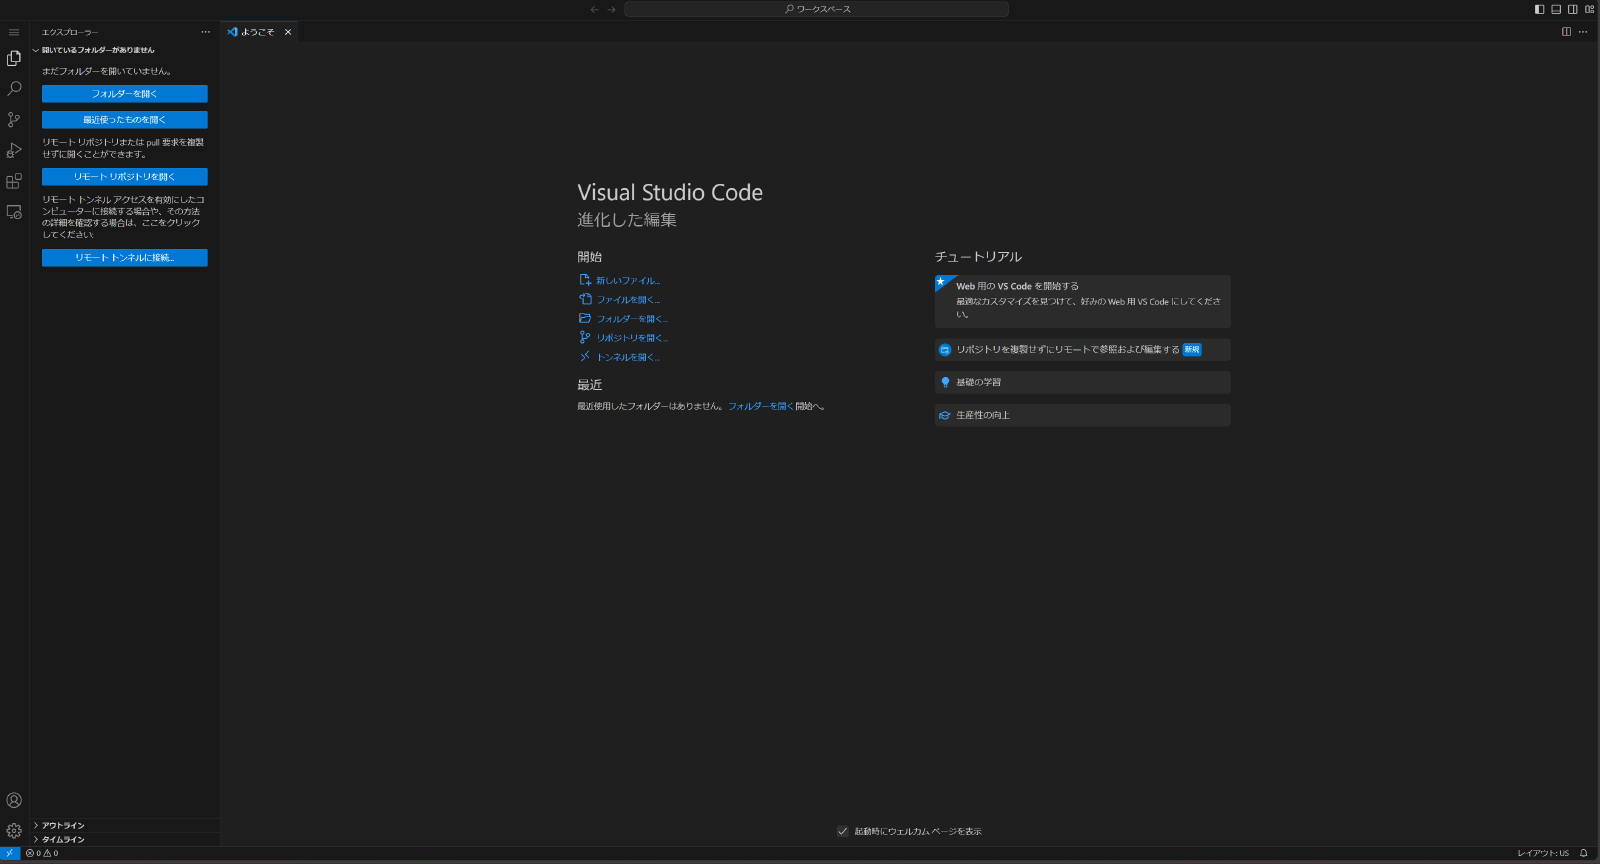 ワークスペース
エクスプローラー
ようこそ
開いているフォルダーがありません
まだフォルダーを開いていません。
フォルダーを開く
最近使ったものを開く
リモート リポジトリまたは pull 要求を複製
せずに開くことができます。
リモート リポジトリを開く
リモート トンネル アクセスを有効にしたコ
ンピューターに接続する場合や、その方法
の詳細を確認する場合は、ここをクリック
してください:
リモート トンネルに接続...
アウトライン
タイムライン
Visual Studio Code
進化した編集
開始
新しいファイル...
ファイルを開く...
フォルダーを開く...
リポジトリを開く...
トンネルを開く...
最近
最近使用したフォルダーはありません。フォルダーを開く 開始へ。
チュートリアル
Web 用の VS Code を開始する
最適なカスタマイズを見つけて、好みの Web 用 VS Code にしてくださ
い。
リポジトリを複製せずにリモートで参照および編集する 新規
基礎の学習
生産性の向上
起動時にウェルカム ページを表示
0 0
レイアウト: US